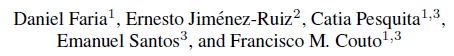 Daniel Faria¹, Ernesto Jiménez-Ruiz², Catia Pesquita¹,³,
Emanuel Santos³, and Francisco M. Couto¹,³